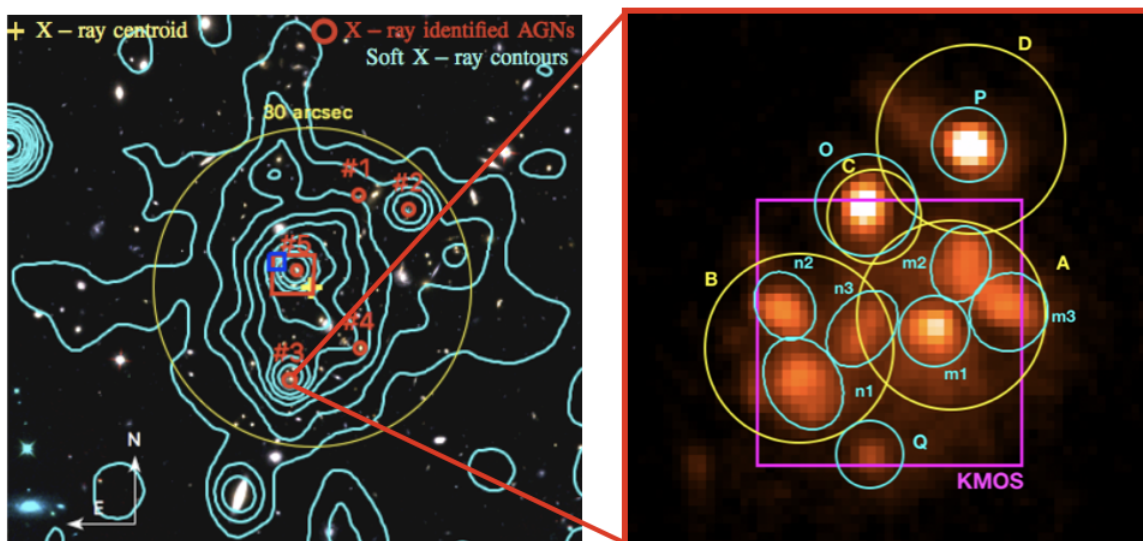 + X – ray centroid
X – ray identified AGNs
Soft X – ray contours
30 arcsec
#1
#2
#5
#4
#3
N
E
D
P
O
C
n2
m2
A
B
n3
m3
n1
m1
Q
KMOS